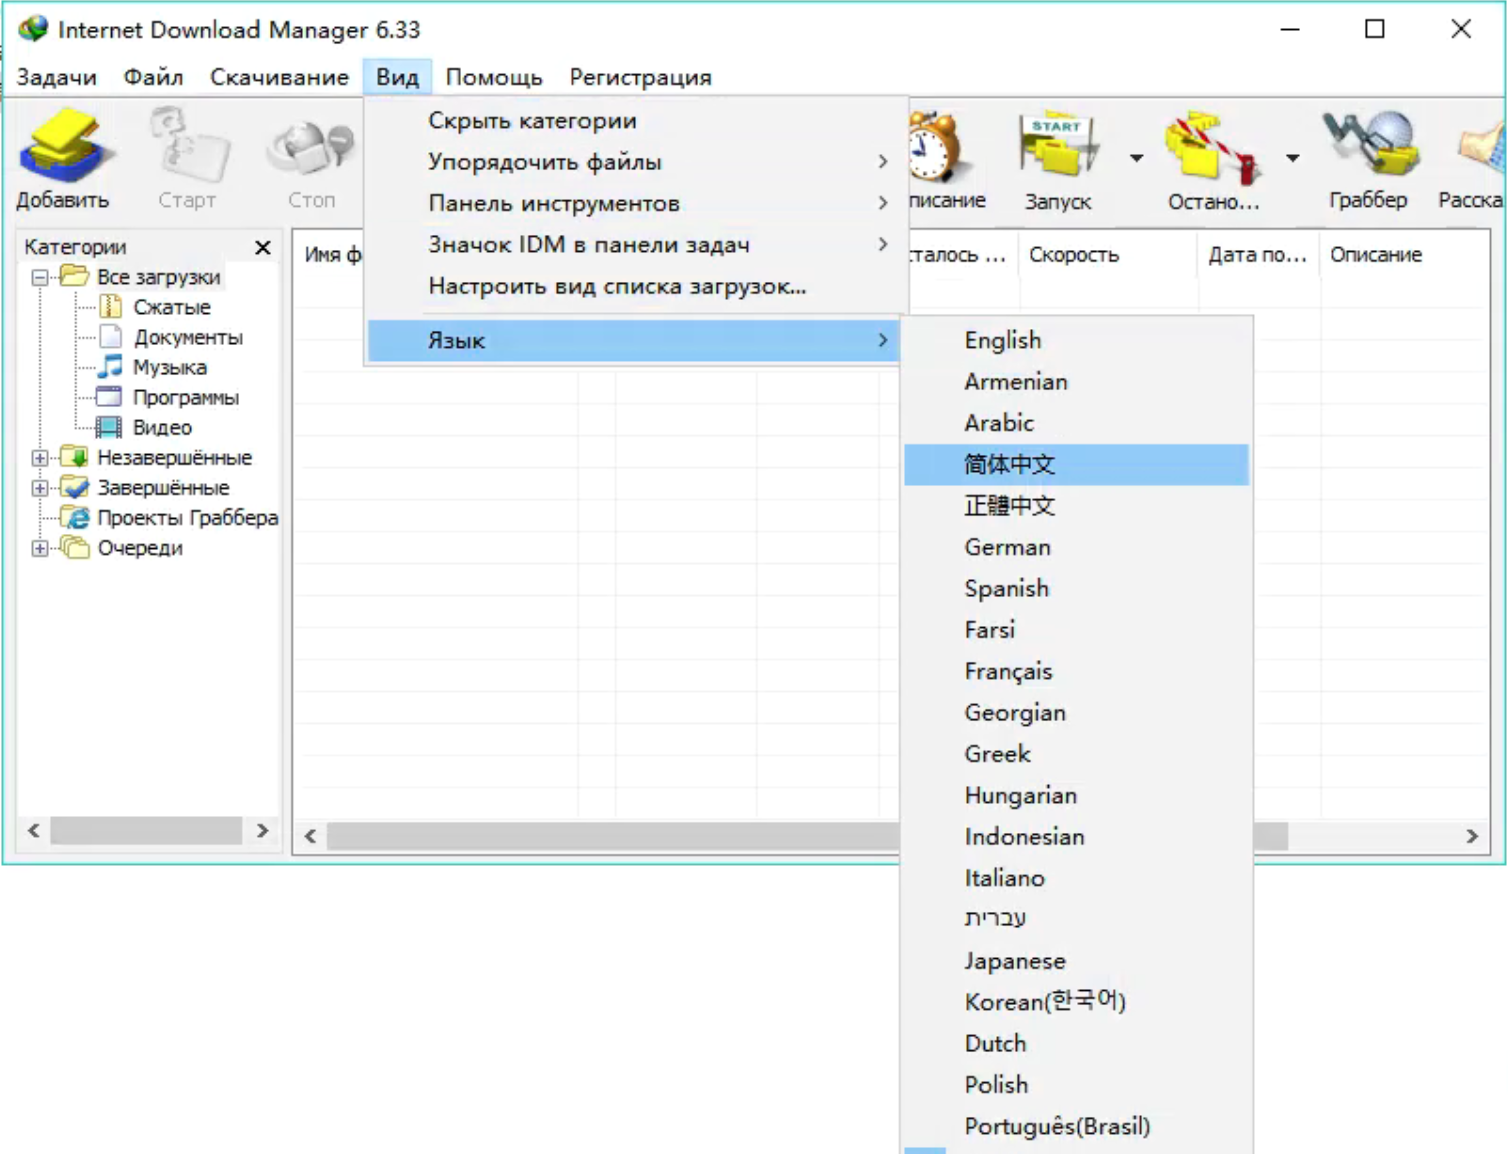 Internet Download Manager 6.33
Задачи Файл Скачивание Вид Помощь Регистрация
Добавить Старт Стоп писание Запуск Остано... Граббер Расска
Скрыть категории
Упорядочить файлы
Панель инструментов
Значок IDM в панели задач
Настроить вид списка загрузок...
Язык
START
Категории
Все загрузки
Сжатые
Документы
Музыка
Программы
Видео
Незавершённые
Завершённые
Проекты Граббера
Очереди
Имя ф сталось ... Скорость Дата по... Описание
English
Armenian
Arabic
简体中文
正體中文
German
Spanish
Farsi
Français
Georgian
Greek
Hungarian
Indonesian
Italiano
עברית
Japanese
Korean(한국어)
Dutch
Polish
Português(Brasil)